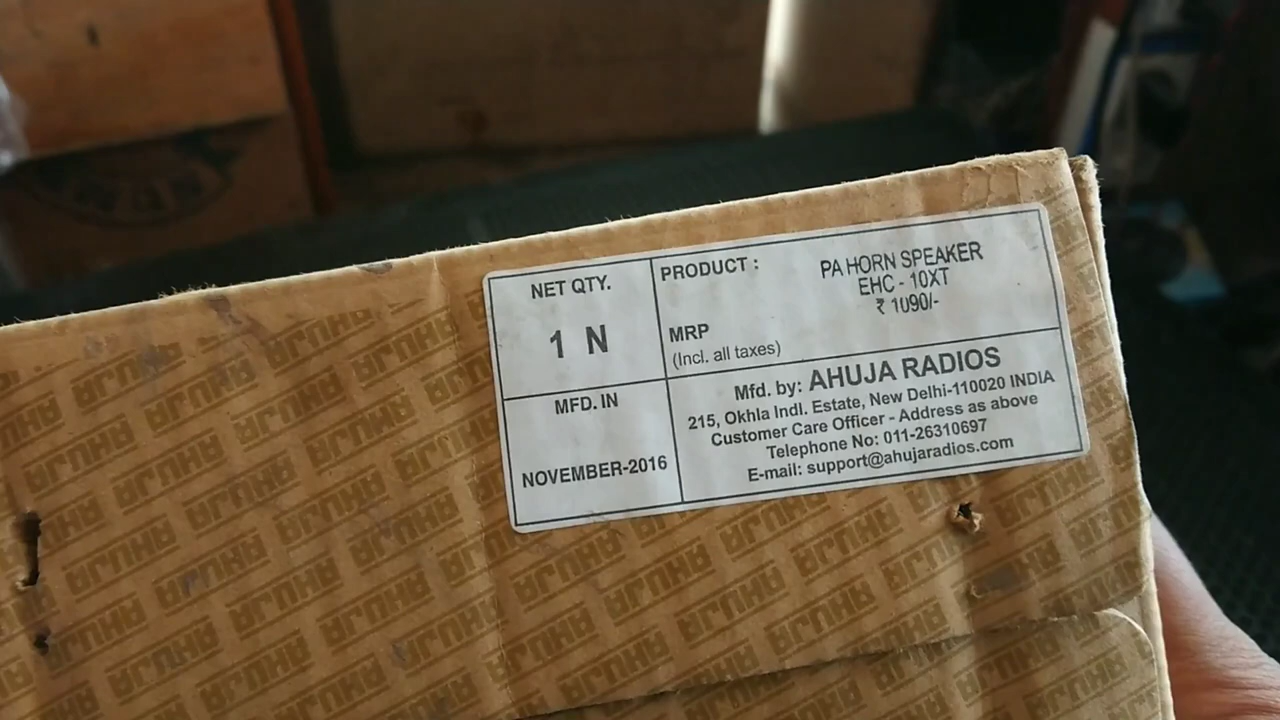 NET QTY.
1 N
PRODUCT :
PA HORN SPEAKER
EHC - 10XT
₹ 1090/-
MRP
(Incl. all taxes)
MFD. IN
NOVEMBER-2016
Mfd. by: AHUJA RADIOS
215, Okhla Indl. Estate, New Delhi-110020 INDIA
Customer Care Officer - Address as above
Telephone No: 011-26310697
E-mail: support@ahujaradios.com
AHUJA